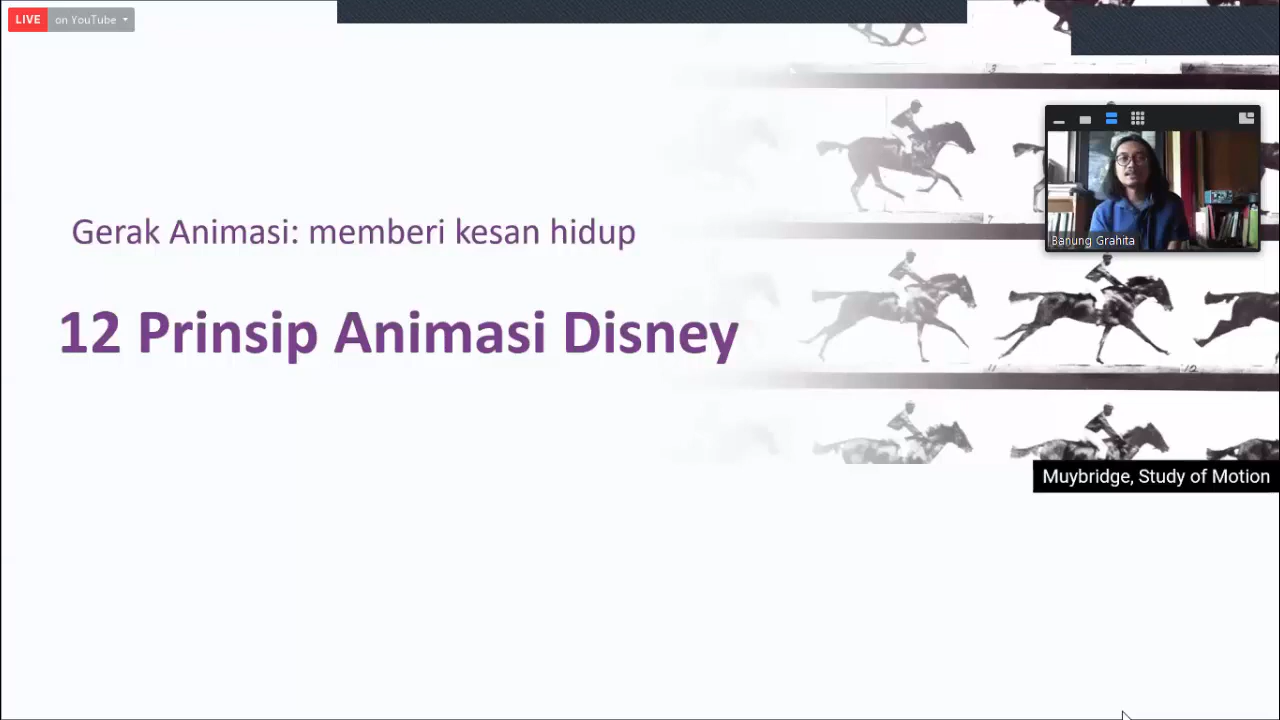 LIVE on YouTube
Banung Grahita
Gerak Animasi: memberi kesan hidup
12 Prinsip Animasi Disney
Muybridge, Study of Motion